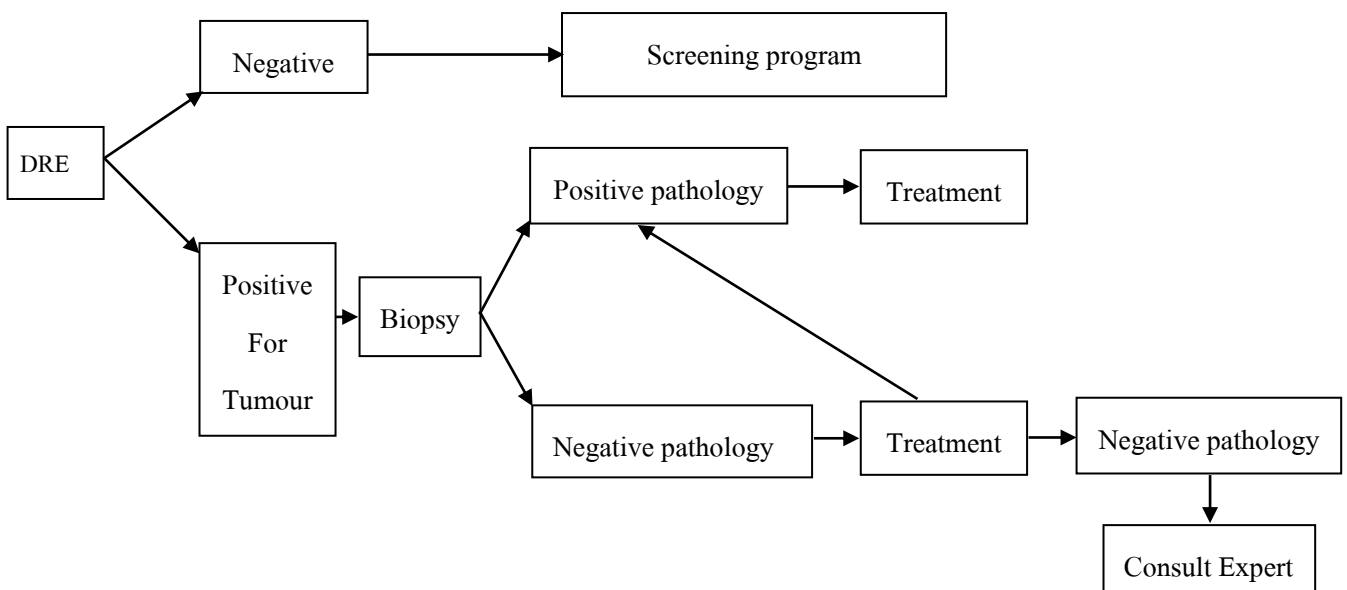 Negative
Screening program
DRE
Positive pathology
Treatment
Positive
For
Tumour
Biopsy
Negative pathology
Treatment
Negative pathology
Consult Expert